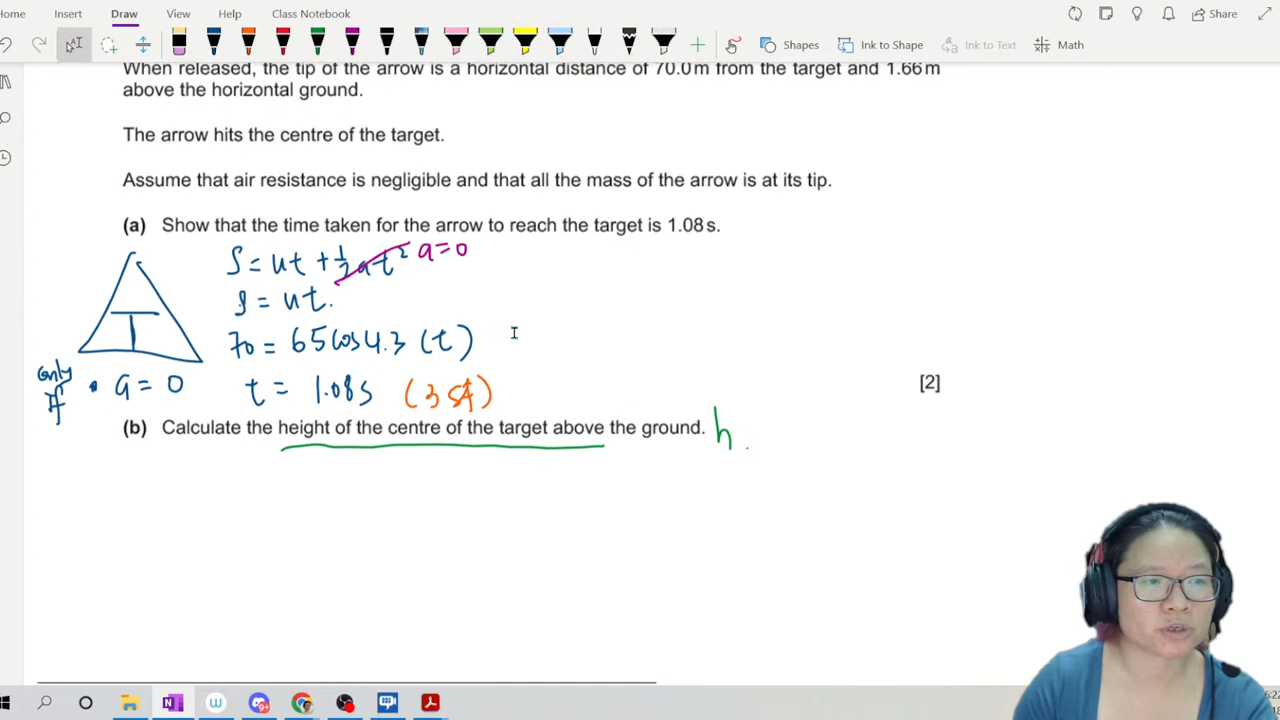 Home Insert Draw View Help Class Notebook Share
Shapes Ink to Shape Ink to Text Math
When released, the tip of the arrow is a horizontal distance of 70.0 m from the target and 1.66 m
above the horizontal ground.
The arrow hits the centre of the target.
Assume that air resistance is negligible and that all the mass of the arrow is at its tip.
(a) Show that the time taken for the arrow to reach the target is 1.08 s.
S = ut + ½at² a=0
s = ut.
70 = 65cos4.3 (t)
T
only
if • a = 0 t = 1.08s (3 sf)
[2]
(b) Calculate the height of the centre of the target above the ground. h